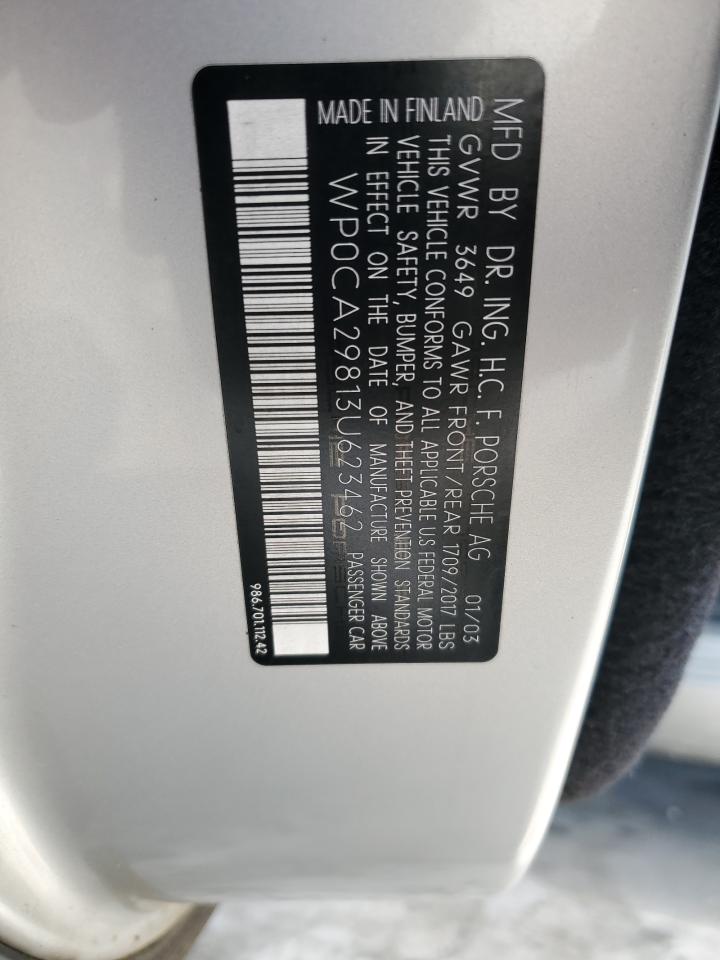 MFD BY DR. ING. H.C. F. PORSCHE AG 01/03
GVWR 3649 GAWR FRONT/REAR 1709/2017 LBS
THIS VEHICLE CONFORMS TO ALL APPLICABLE US FEDERAL MOTOR
VEHICLE SAFETY, BUMPER, AND THEFT PREVENTION STANDARDS
IN EFFECT ON THE DATE OF MANUFACTURE SHOWN ABOVE
MADE IN FINLAND
WP0CA29813U623462 PASSENGER CAR
986.701.112.42